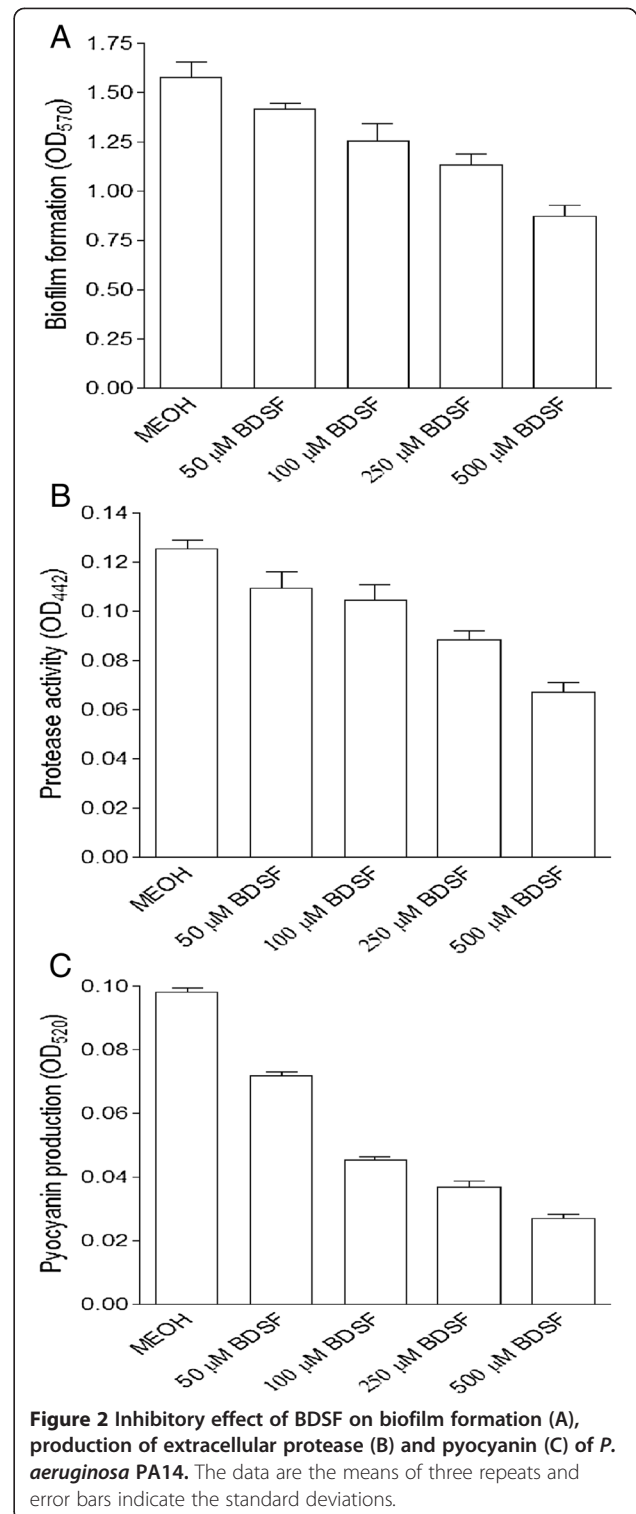 A
1.75
1.50
1.25
1.00
0.75
0.50
0.25
0.00
Biofilm formation (OD570)
MEOH
50 µM BDSF
100 µM BDSF
250 µM BDSF
500 µM BDSF
B
0.14
0.12
0.10
0.08
0.06
0.04
0.02
0.00
Protease activity (OD442)
MEOH
50 µM BDSF
100 µM BDSF
250 µM BDSF
500 µM BDSF
C
0.10
0.08
0.06
0.04
0.02
0.00
Pyocyanin production (OD520)
MEOH
50 µM BDSF
100 µM BDSF
250 µM BDSF
500 µM BDSF
Figure 2 Inhibitory effect of BDSF on biofilm formation (A),
production of extracellular protease (B) and pyocyanin (C) of P.
aeruginosa PA14. The data are the means of three repeats and
error bars indicate the standard deviations.